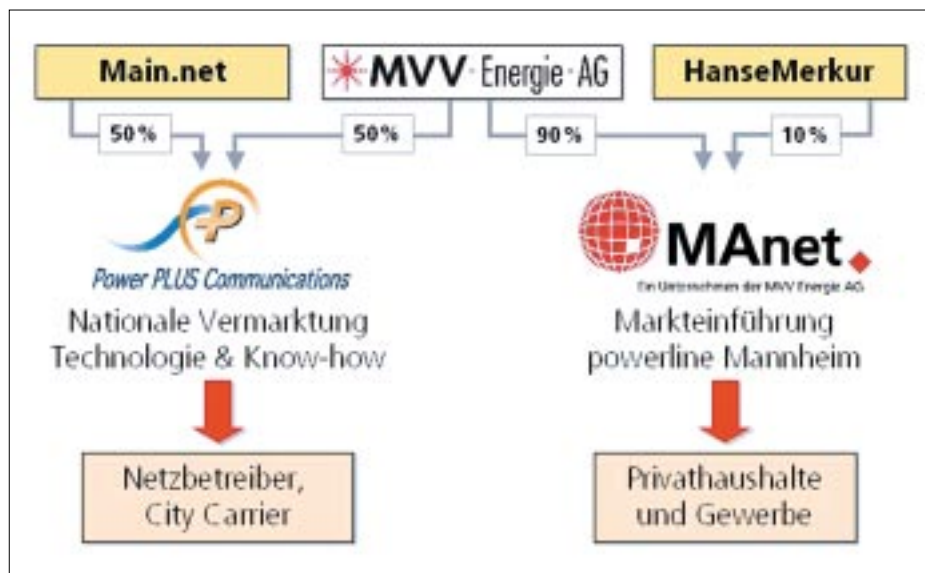 Main.net
MVV Energie AG
HanseMerkur
50%
50%
90%
10%
P
Power PLUS Communications
MAnet.
Ein Unternehmen der MVV Energie AG
Nationale Vermarktung
Technologie & Know-how
Markteinführung
powerline Mannheim
Netzbetreiber,
City Carrier
Privathaushalte
und Gewerbe